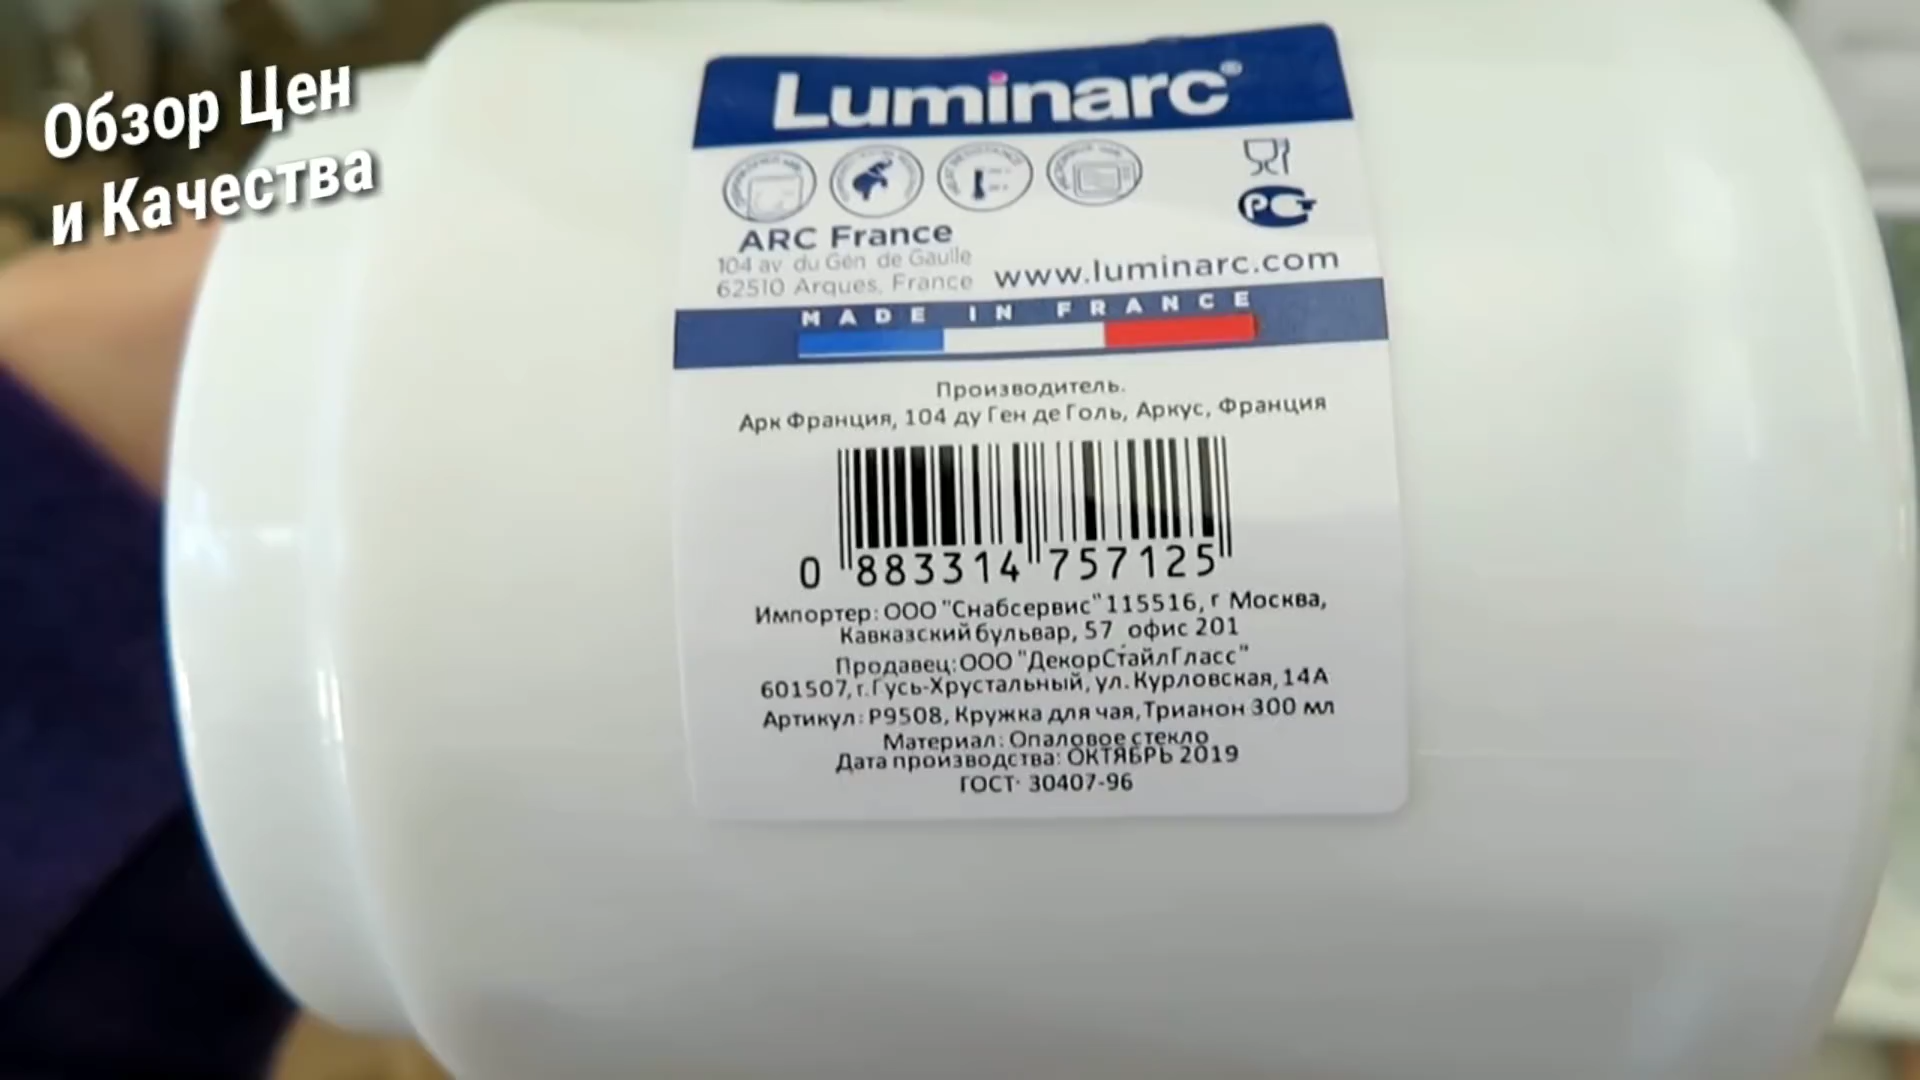 Обзор Цен
и Качества
Luminarc®
ARC France
104 av du Gén de Gaulle
62510 Arques, France
www.luminarc.com
MADE IN FRANCE
Производитель.
Арк Франция, 104 ду Ген де Голь, Аркус, Франция
0 883314 757125
Импортер: ООО "Снабсервис" 115516, г Москва,
Кавказский бульвар, 57 офис 201
Продавец: ООО "ДекорСтайлГласс"
601507, г. Гусь-Хрустальный, ул. Курловская, 14А
Артикул: P9508, Кружка для чая, Трианон 300 мл
Материал: Опаловое стекло
Дата производства: ОКТЯБРЬ 2019
ГОСТ· 30407-96